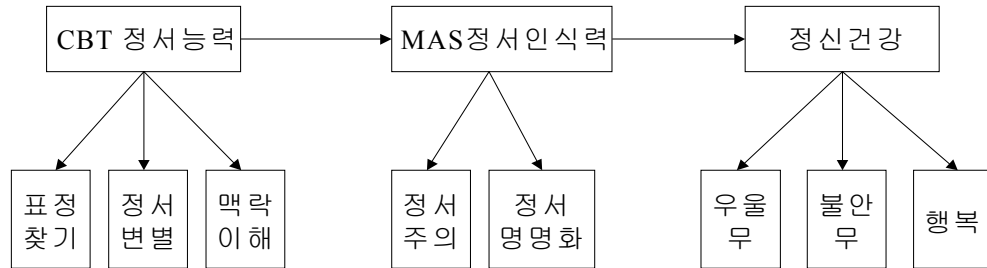 CBT 정서능력
MAS정서인식력
정신건강
표정
찾기
정서
변별
맥락
이해
정서
주의
정서
명명화
우울
무
불안
무
행복